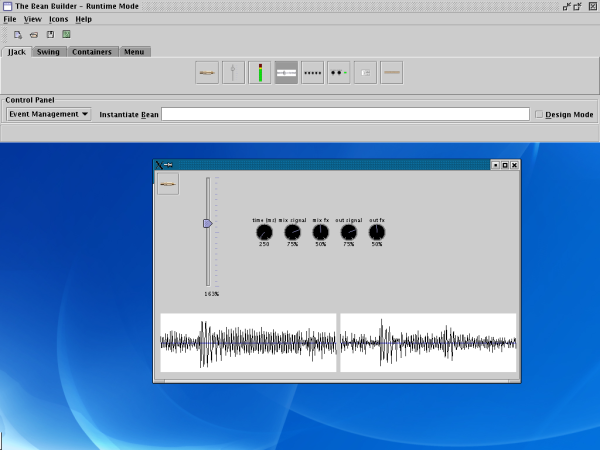 The Bean Builder - Runtime Mode
File View Icons Help
JJack Swing Containers Menu
Control Panel
Event Management Instantiate Bean Design Mode
time (ms) mix signal mix fx out signal out fx
250 75% 50% 75% 50%
163%